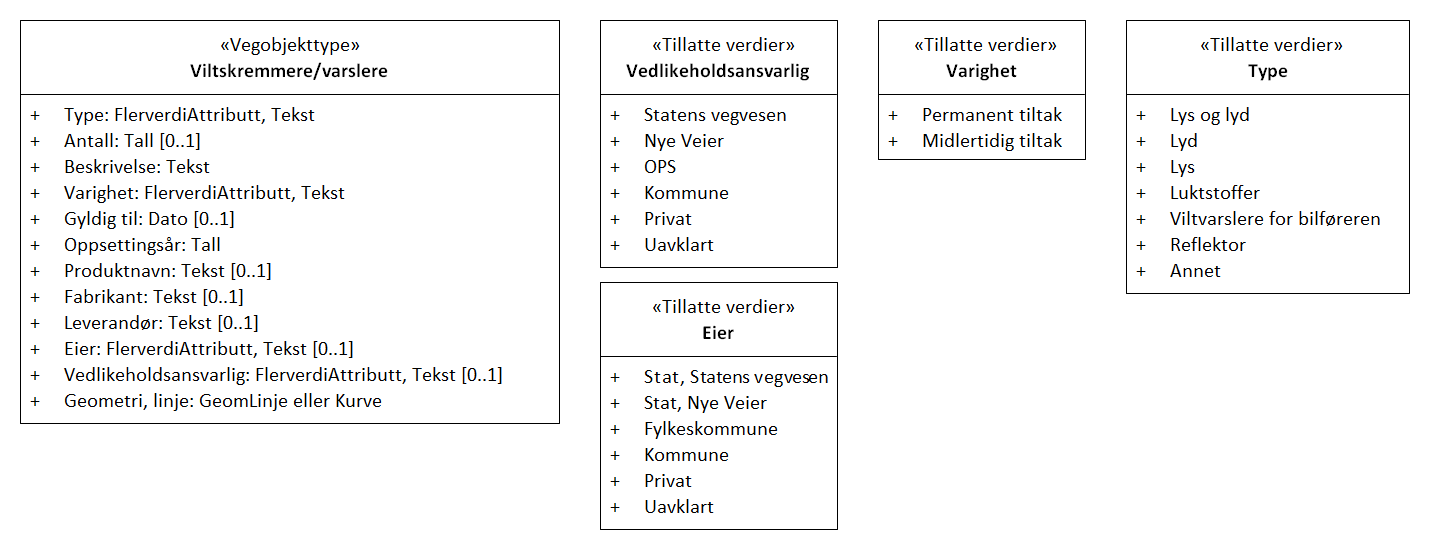 «Vegobjekttype»
Viltskremmere/varslere
+ Type: FlerverdiAttributt, Tekst
+ Antall: Tall [0..1]
+ Beskrivelse: Tekst
+ Varighet: FlerverdiAttributt, Tekst
+ Gyldig til: Dato [0..1]
+ Oppsettingsår: Tall
+ Produktnavn: Tekst [0..1]
+ Fabrikant: Tekst [0..1]
+ Leverandør: Tekst [0..1]
+ Eier: FlerverdiAttributt, Tekst [0..1]
+ Vedlikeholdsansvarlig: FlerverdiAttributt, Tekst [0..1]
+ Geometri, linje: GeomLinje eller Kurve
«Tillatte verdier»
Vedlikeholdsansvarlig
+ Statens vegvesen
+ Nye Veier
+ OPS
+ Kommune
+ Privat
+ Uavklart
«Tillatte verdier»
Eier
+ Stat, Statens vegvesen
+ Stat, Nye Veier
+ Fylkeskommune
+ Kommune
+ Privat
+ Uavklart
«Tillatte verdier»
Varighet
+ Permanent tiltak
+ Midlertidig tiltak
«Tillatte verdier»
Type
+ Lys og lyd
+ Lyd
+ Lys
+ Luktstoffer
+ Viltvarslere for bilføreren
+ Reflektor
+ Annet